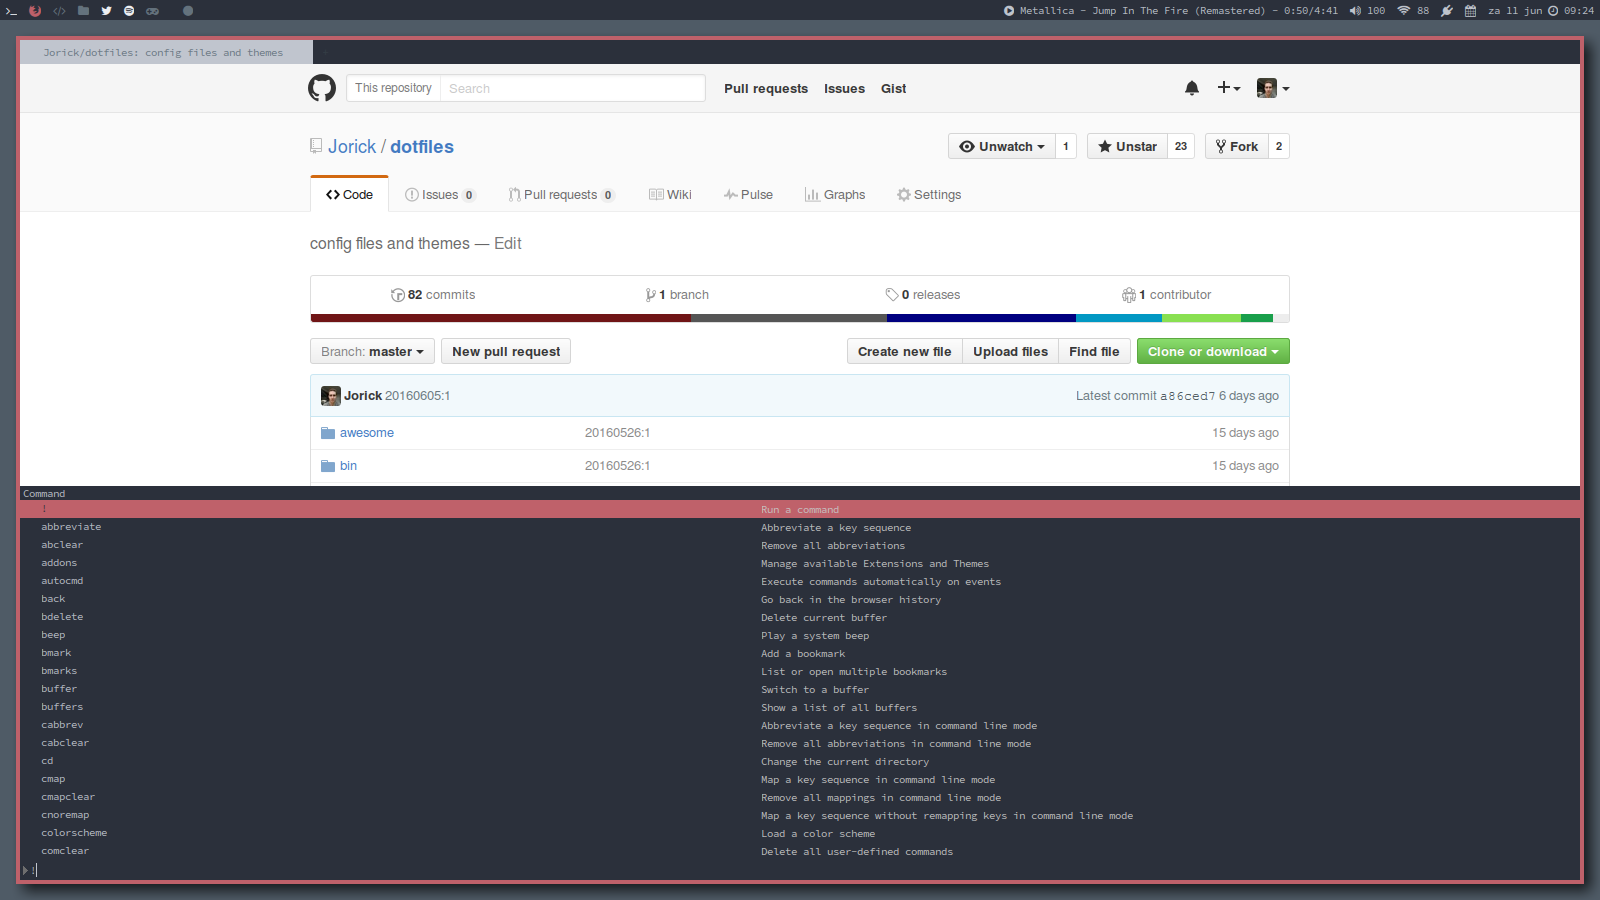 Metallica - Jump In The Fire (Remastered) - 0:50/4:41 100 88 za 11 jun 09:24
Jorick/dotfiles: config files and themes
This repository Search Pull requests Issues Gist
Jorick / dotfiles Unwatch 1 Unstar 23 Fork 2
Code Issues 0 Pull requests 0 Wiki Pulse Graphs Settings
config files and themes — Edit
82 commits 1 branch 0 releases 1 contributor
Branch: master New pull request Create new file Upload files Find file Clone or download
Jorick 20160605:1 Latest commit a86ced7 6 days ago
awesome 20160526:1 15 days ago
bin 20160526:1 15 days ago
Command
! Run a command
abbreviate Abbreviate a key sequence
abclear Remove all abbreviations
addons Manage available Extensions and Themes
autocmd Execute commands automatically on events
back Go back in the browser history
bdelete Delete current buffer
beep Play a system beep
bmark Add a bookmark
bmarks List or open multiple bookmarks
buffer Switch to a buffer
buffers Show a list of all buffers
cabbrev Abbreviate a key sequence in command line mode
cabclear Remove all abbreviations in command line mode
cd Change the current directory
cmap Map a key sequence in command line mode
cmapclear Remove all mappings in command line mode
cnoremap Map a key sequence without remapping keys in command line mode
colorscheme Load a color scheme
comclear Delete all user-defined commands
!